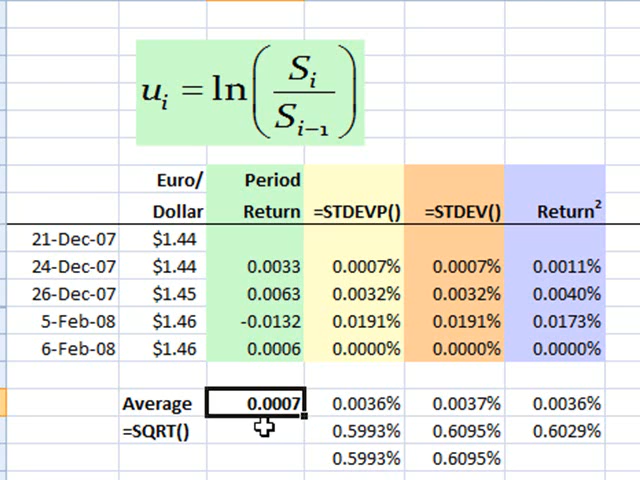 u_i = ln(S_i / S_{i-1})
Euro/ Period
Dollar Return =STDEVP() =STDEV() Return²
21-Dec-07 $1.44
24-Dec-07 $1.44 0.0033 0.0007% 0.0007% 0.0011%
26-Dec-07 $1.45 0.0063 0.0032% 0.0032% 0.0040%
5-Feb-08 $1.46 -0.0132 0.0191% 0.0191% 0.0173%
6-Feb-08 $1.46 0.0006 0.0000% 0.0000% 0.0000%
Average 0.0007 0.0036% 0.0037% 0.0036%
=SQRT() 0.5993% 0.6095% 0.6029%
0.5993% 0.6095%